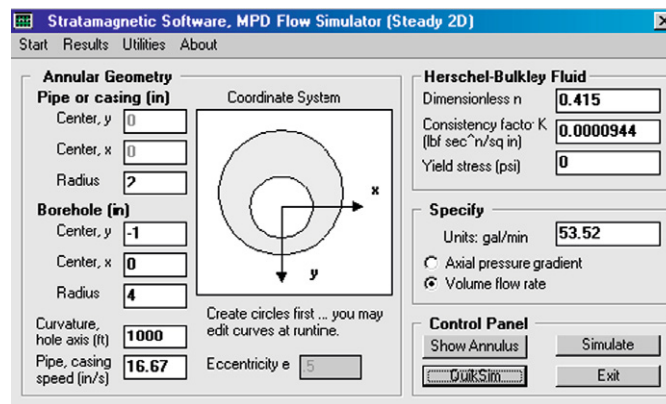 Stratamagnetic Software, MPD Flow Simulator (Steady 2D)
Start Results Utilities About
Annular Geometry
Pipe or casing (in)
Center, y 0
Center, x 0
Radius 2
Borehole (in)
Center, y -1
Center, x 0
Radius 4
Curvature,
hole axis (ft) 1000
Pipe, casing
speed (in/s) 16.67
Coordinate System
x
y
Create circles first ... you may
edit curves at runtime.
Eccentricity e .5
Herschel-Bulkley Fluid
Dimensionless n 0.415
Consistency factor K
(lbf sec^n/sq in) 0.0000944
Yield stress (psi) 0
Specify
Units: gal/min 53.52
Axial pressure gradient
Volume flow rate
Control Panel
Show Annulus Simulate
QuikSim Exit